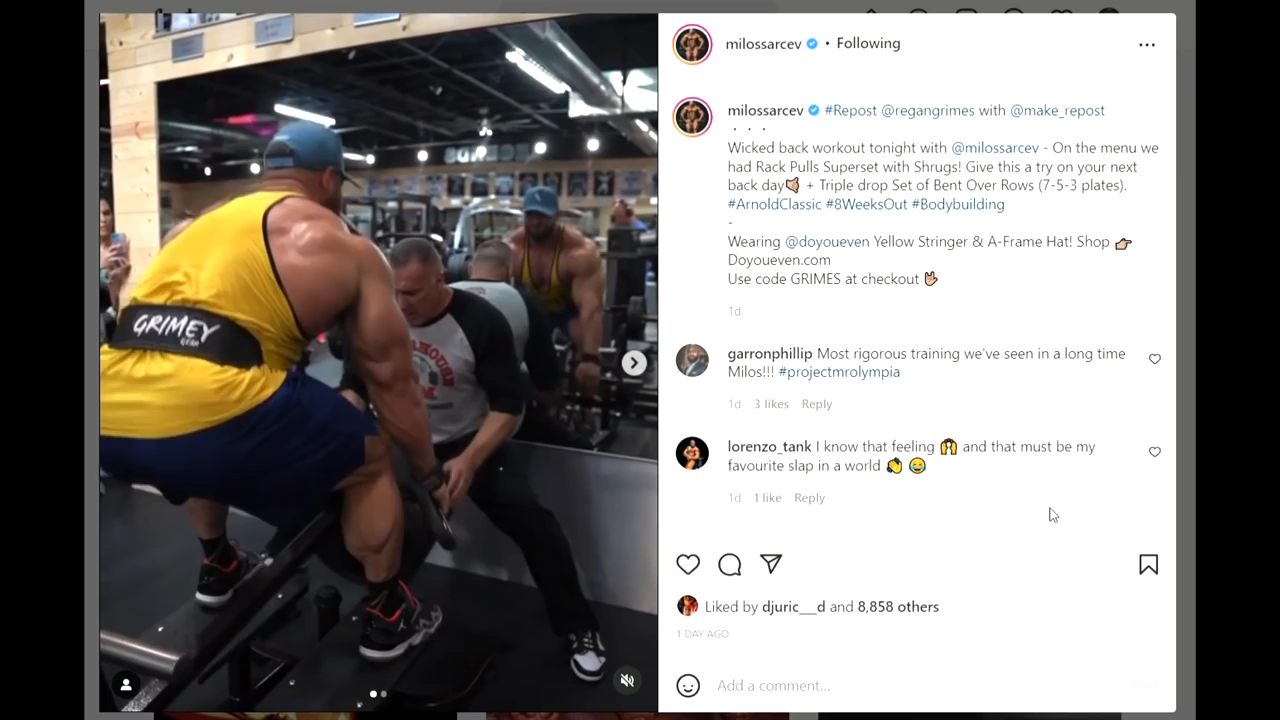 milossarcev • Following
milossarcev #Repost @regangrimes with @make_repost
・・・
Wicked back workout tonight with @milossarcev - On the menu we
had Rack Pulls Superset with Shrugs! Give this a try on your next
back day + Triple drop Set of Bent Over Rows (7-5-3 plates).
#ArnoldClassic #8WeeksOut #Bodybuilding
-
Wearing @doyoueven Yellow Stringer & A-Frame Hat! Shop 👉
Doyoueven.com
Use code GRIMES at checkout
1d
garronphillip Most rigorous training we've seen in a long time
Milos!!! #projectmrolympia
1d 3 likes Reply
lorenzo_tank I know that feeling 🙌 and that must be my
favourite slap in a world 👏 😂
1d 1 like Reply
Liked by djuric___d and 8,858 others
1 DAY AGO
Add a comment...
GRIMEY
GEAR